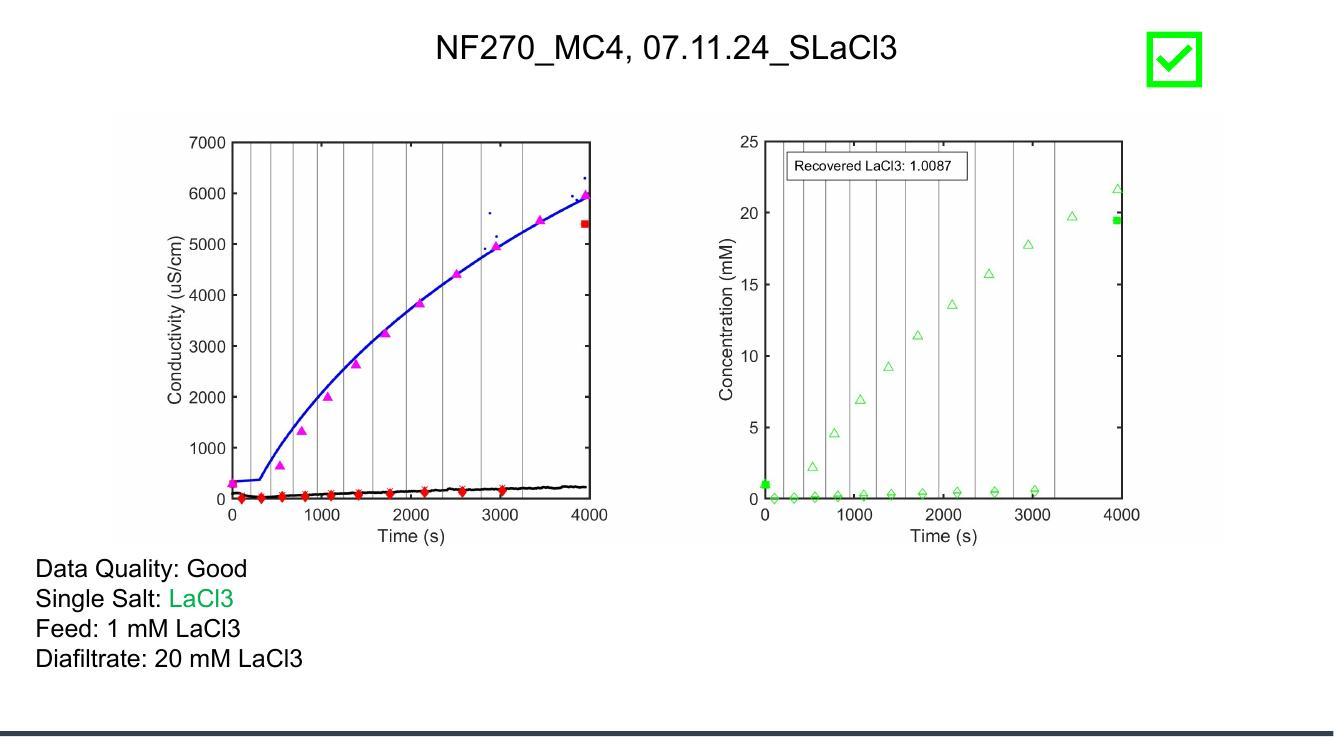 NF270_MC4, 07.11.24_SLaCl3
7000
6000
5000
4000
3000
2000
1000
0
Conductivity (uS/cm)
0 1000 2000 3000 4000
Time (s)
25
20
15
10
5
0
Concentration (mM)
Recovered LaCl3: 1.0087
0 1000 2000 3000 4000
Time (s)
Data Quality: Good
Single Salt: LaCl3
Feed: 1 mM LaCl3
Diafiltrate: 20 mM LaCl3